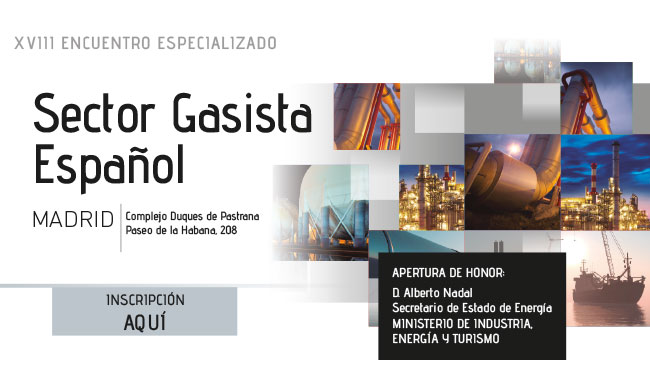 XVIII ENCUENTRO ESPECIALIZADO
Sector Gasista
Español
MADRID
Complejo Duques de Pastrana
Paseo de la Habana, 208
INSCRIPCIÓN
AQUÍ
APERTURA DE HONOR:
D. Alberto Nadal
Secretario de Estado de Energía
MINISTERIO DE INDUSTRIA,
ENERGÍA Y TURISMO